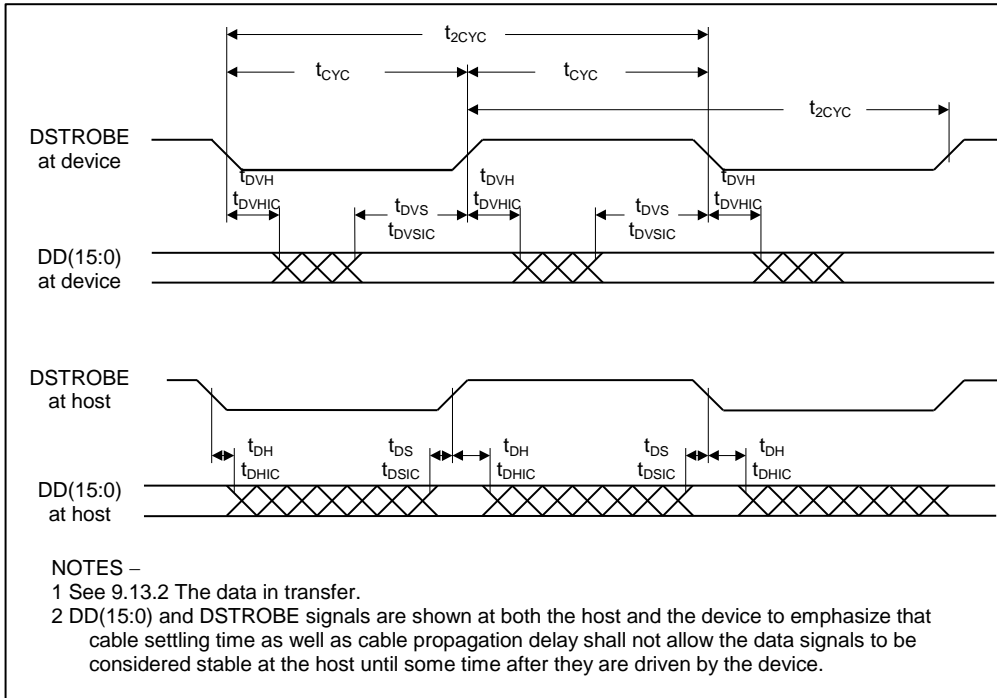 t2CYC
tCYC tCYC
t2CYC
DSTROBE
at device
tDVH tDVH tDVH
tDVHIC tDVS tDVHIC tDVS tDVHIC
tDVSIC tDVSIC
DD(15:0)
at device
DSTROBE
at host
tDH tDS tDH tDS tDH
tDHIC tDSIC tDHIC tDSIC tDHIC
DD(15:0)
at host
NOTES –
1 See 9.13.2 The data in transfer.
2 DD(15:0) and DSTROBE signals are shown at both the host and the device to emphasize that
cable settling time as well as cable propagation delay shall not allow the data signals to be
considered stable at the host until some time after they are driven by the device.